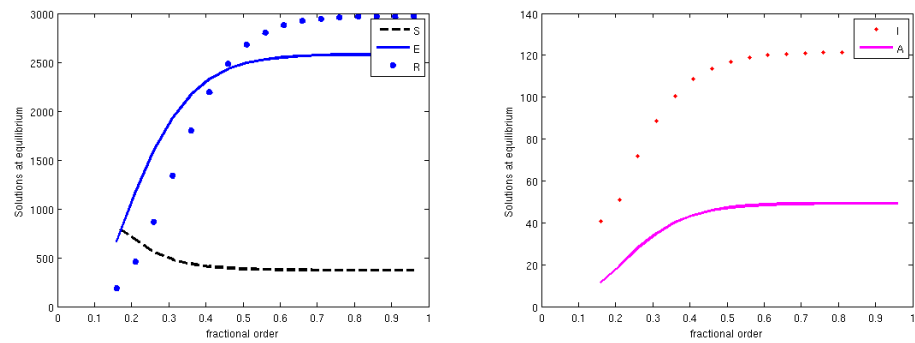 3000
2500
2000
1500
1000
500
0
Solutions at equilibrium
0 0.1 0.2 0.3 0.4 0.5 0.6 0.7 0.8 0.9 1
fractional order
S
E
R
140
120
100
80
60
40
20
0
Solutions at equilibrium
0 0.1 0.2 0.3 0.4 0.5 0.6 0.7 0.8 0.9 1
fractional order
I
A